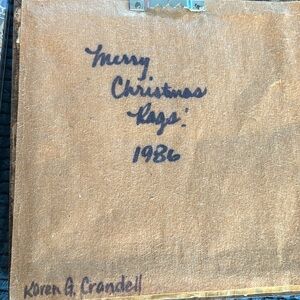 Merry
Christmas
Rags!
1986
Karen G. Crandell